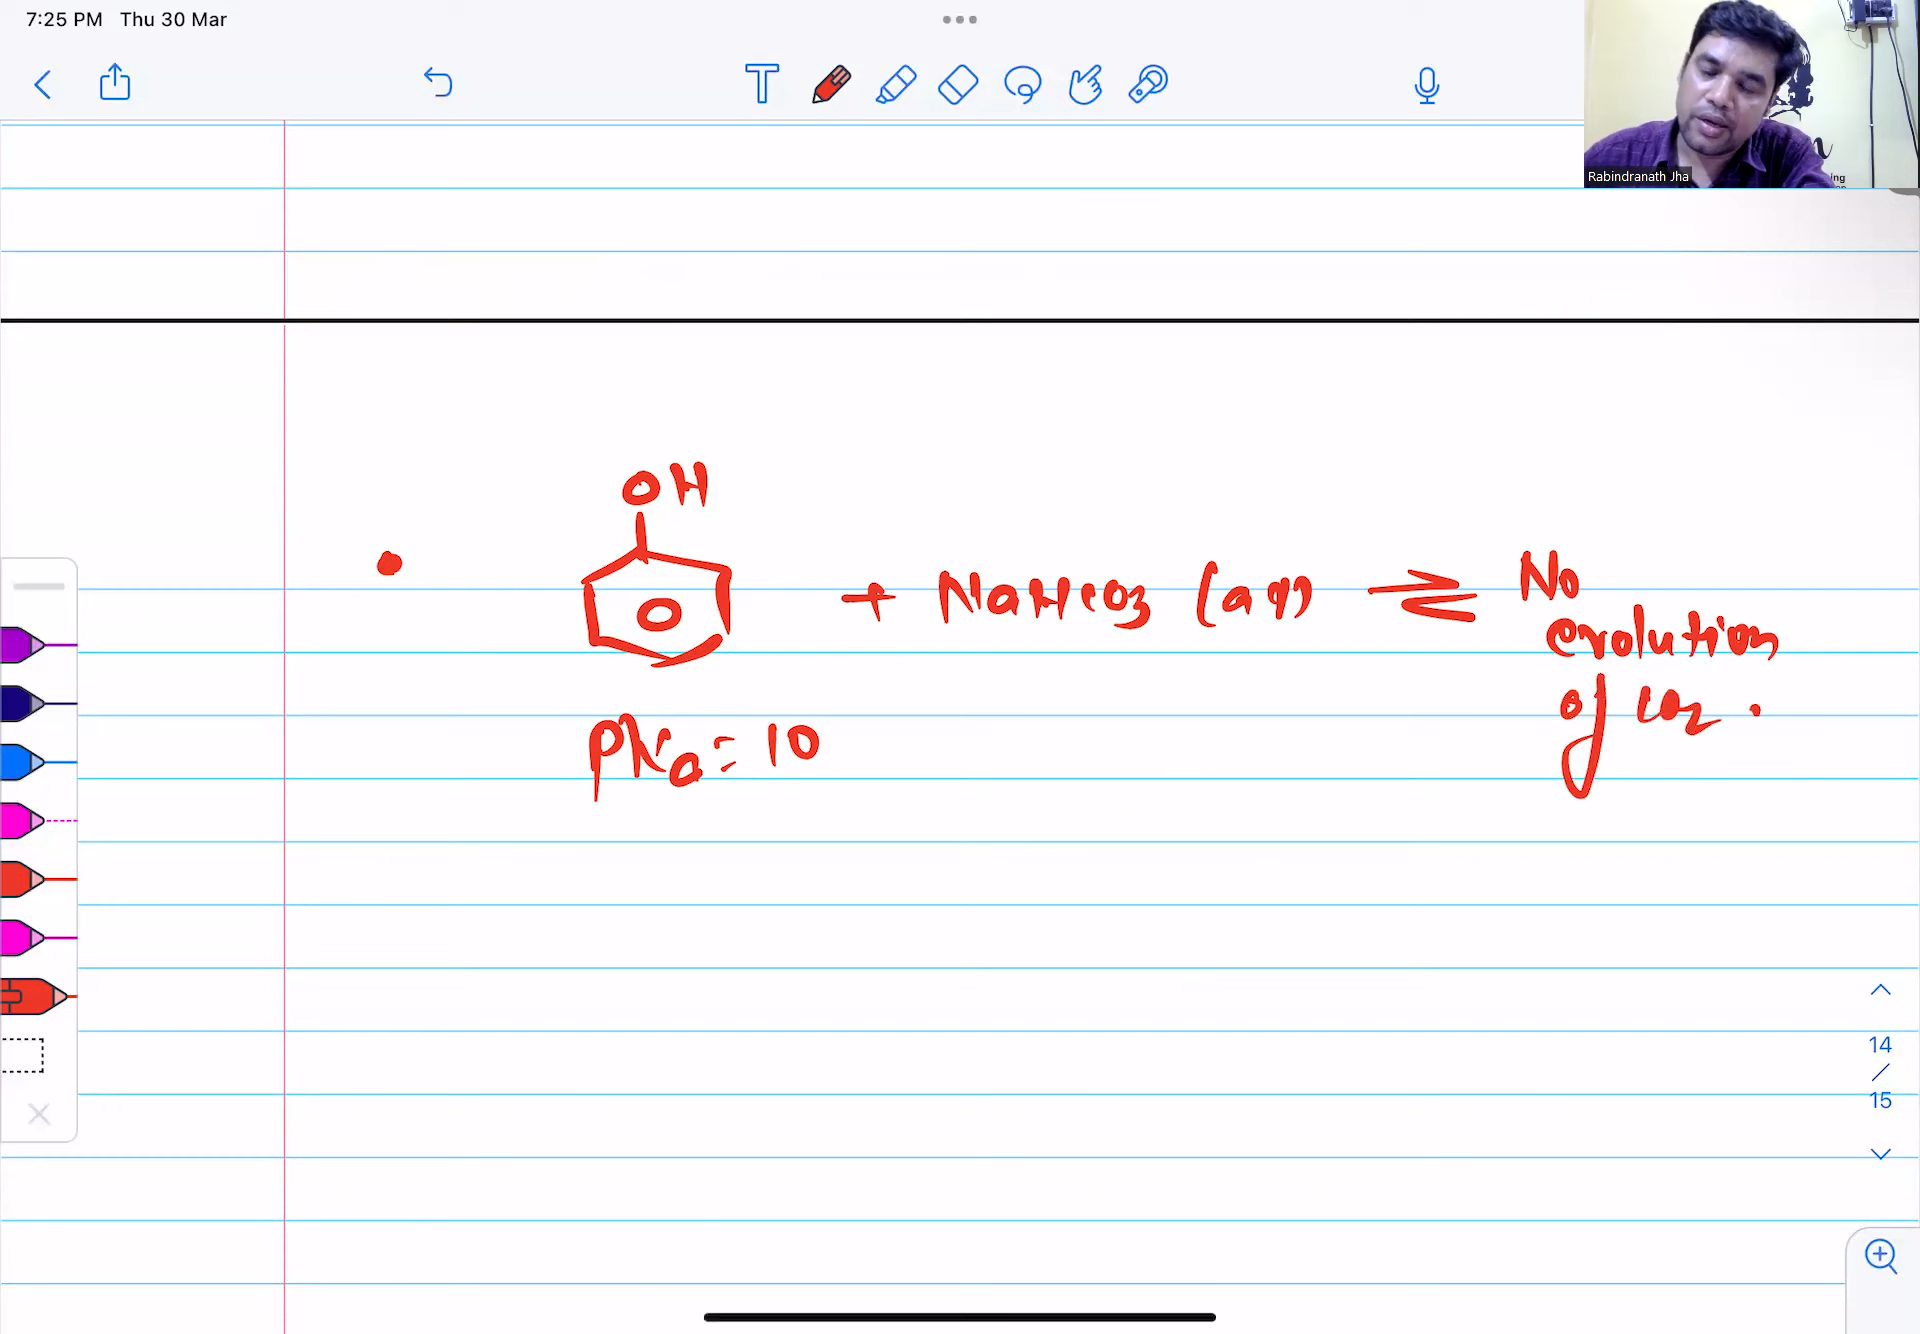 7:25 PM Thu 30 Mar
Rabindranath Jha
ing
OH
+ NaHCO3 (aq) ⇌ No
evolution
of CO2.
PKa = 10
14
/
15